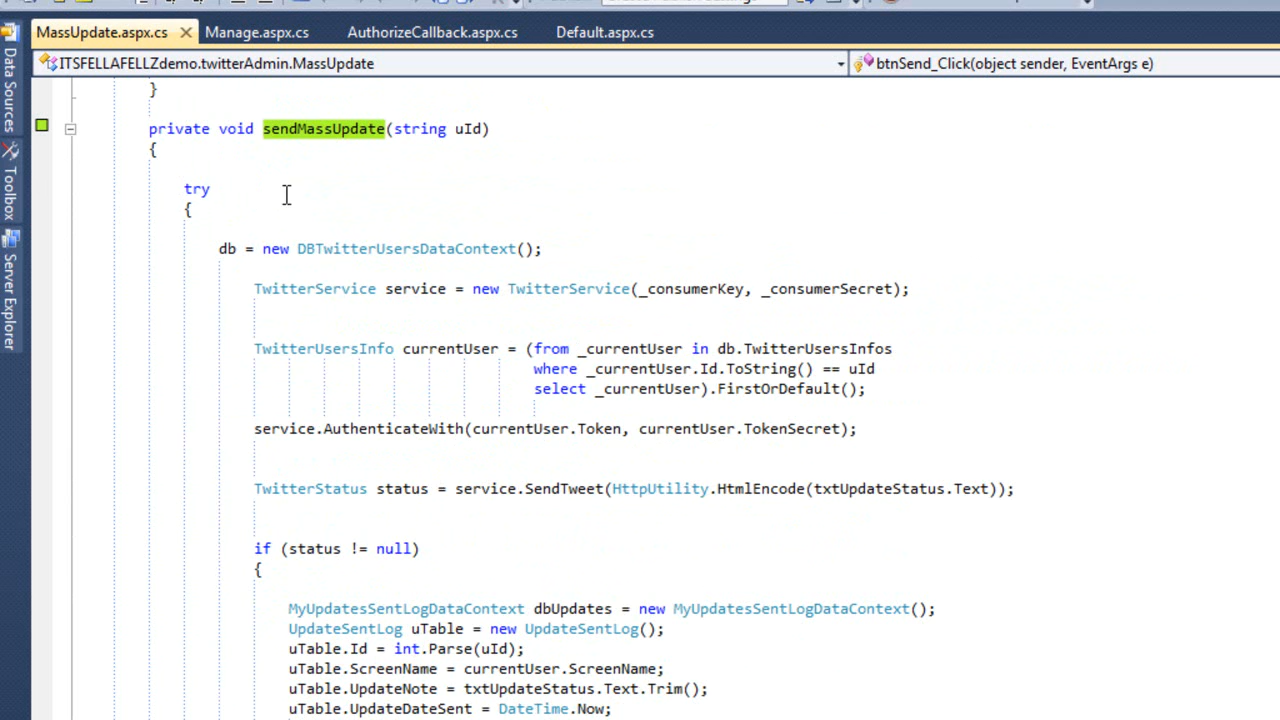 MassUpdate.aspx.cs
Manage.aspx.cs
AuthorizeCallback.aspx.cs
Default.aspx.cs
ITSFELLAFELLZdemo.twitterAdmin.MassUpdate
btnSend_Click(object sender, EventArgs e)
Data Sources
Toolbox
Server Explorer
}
private void sendMassUpdate(string uId)
{
try
{
db = new DBTwitterUsersDataContext();
TwitterService service = new TwitterService(_consumerKey, _consumerSecret);
TwitterUsersInfo currentUser = (from _currentUser in db.TwitterUsersInfos
where _currentUser.Id.ToString() == uId
select _currentUser).FirstOrDefault();
service.AuthenticateWith(currentUser.Token, currentUser.TokenSecret);
TwitterStatus status = service.SendTweet(HttpUtility.HtmlEncode(txtUpdateStatus.Text));
if (status != null)
{
MyUpdatesSentLogDataContext dbUpdates = new MyUpdatesSentLogDataContext();
UpdateSentLog uTable = new UpdateSentLog();
uTable.Id = int.Parse(uId);
uTable.ScreenName = currentUser.ScreenName;
uTable.UpdateNote = txtUpdateStatus.Text.Trim();
uTable.UpdateDateSent = DateTime.Now;